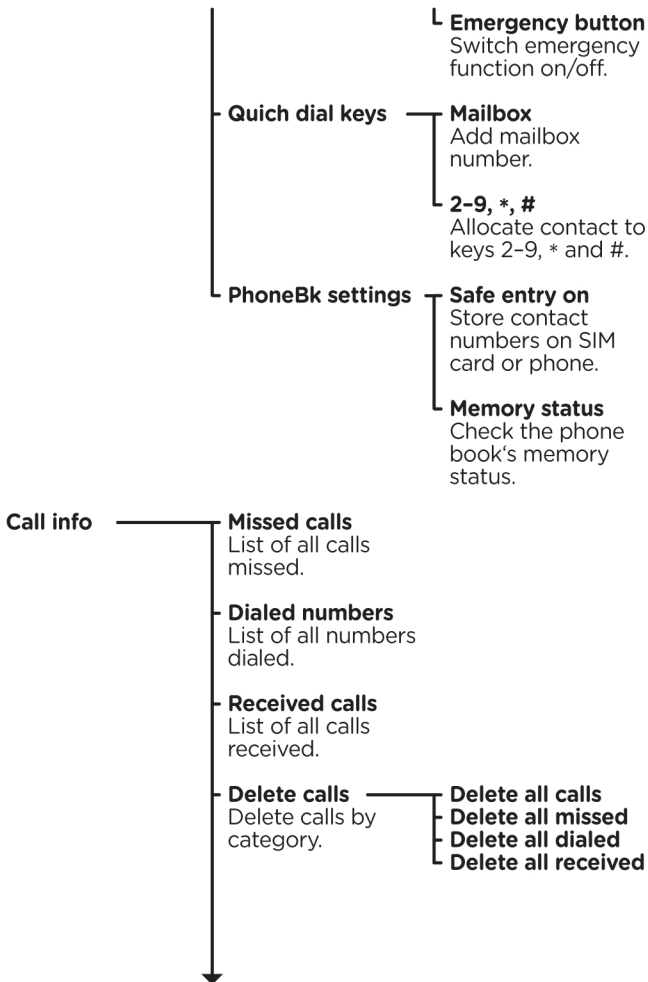 Emergency button
Switch emergency
function on/off.
Quich dial keys
Mailbox
Add mailbox
number.
2–9, *, #
Allocate contact to
keys 2–9, * and #.
PhoneBk settings
Safe entry on
Store contact
numbers on SIM
card or phone.
Memory status
Check the phone
book‘s memory
status.
Call info
Missed calls
List of all calls
missed.
Dialed numbers
List of all numbers
dialed.
Received calls
List of all calls
received.
Delete calls
Delete calls by
category.
Delete all calls
Delete all missed
Delete all dialed
Delete all received